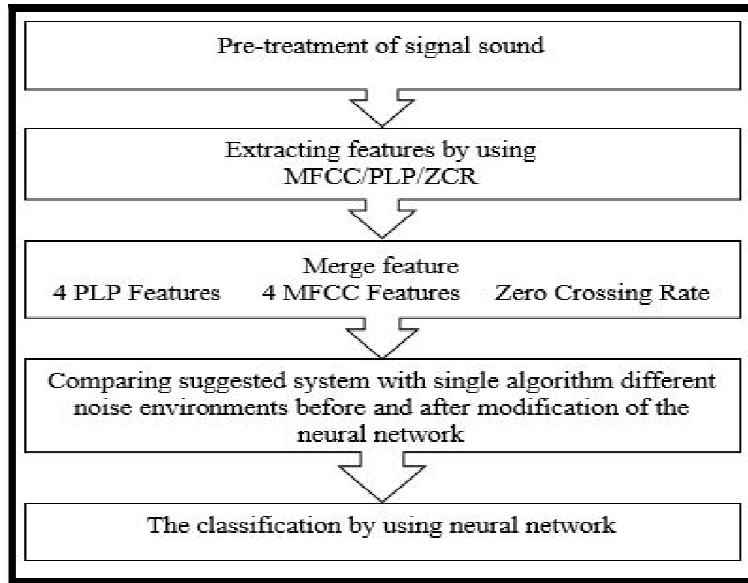 Pre-treatment of signal sound
Extracting features by using
MFCC/PLP/ZCR
Merge feature
4 PLP Features 4 MFCC Features Zero Crossing Rate
Comparing suggested system with single algorithm different
noise environments before and after modification of the
neural network
The classification by using neural network